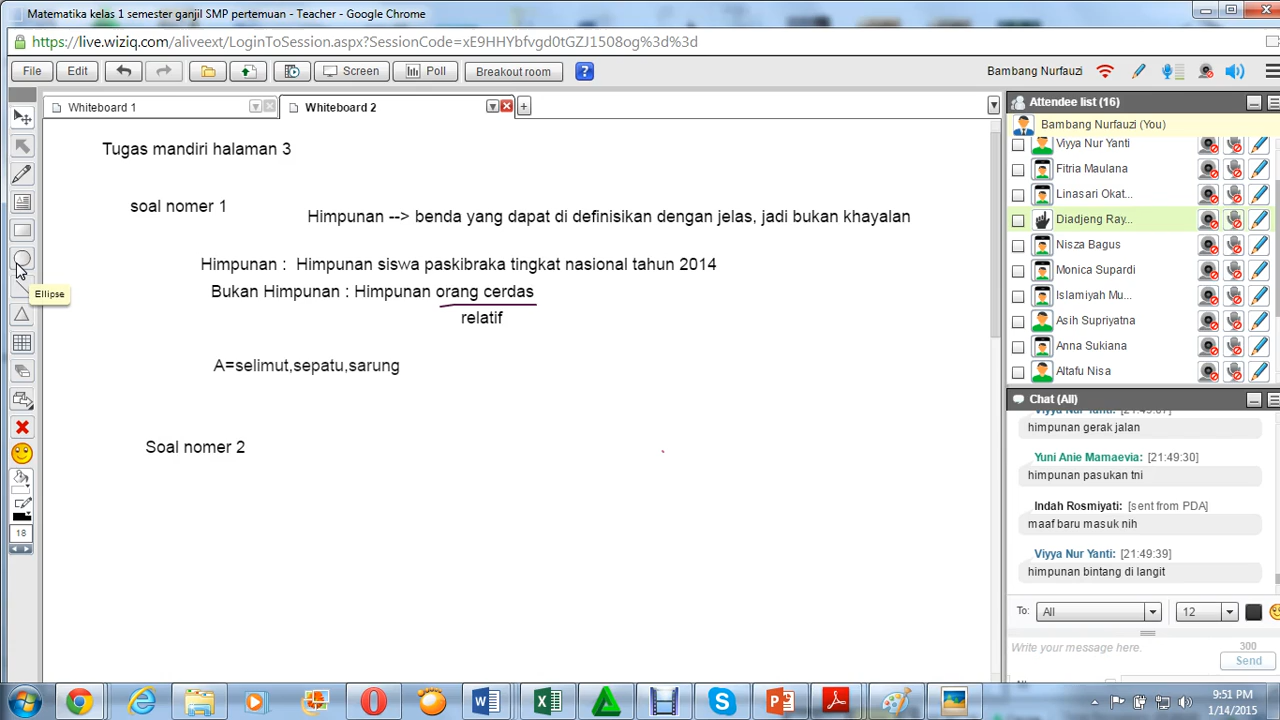 Matematika kelas 1 semester ganjil SMP pertemuan - Teacher - Google Chrome
https://live.wiziq.com/aliveext/LoginToSession.aspx?SessionCode=xE9HHYbfvgd0tGZJ1508og%3d%3d
File Edit Screen Poll Breakout room ? Bambang Nurfauzi
Whiteboard 1 Whiteboard 2
Tugas mandiri halaman 3
soal nomer 1
Himpunan --> benda yang dapat di definisikan dengan jelas, jadi bukan khayalan
Himpunan : Himpunan siswa paskibraka tingkat nasional tahun 2014
Bukan Himpunan : Himpunan orang cerdas
relatif
A=selimut,sepatu,sarung
Soal nomer 2
Ellipse
18
Attendee list (16)
Bambang Nurfauzi (You)
Viyya Nur Yanti
Fitria Maulana
Linasari Okat...
Diadjeng Ray...
Nisza Bagus
Monica Supardi
Islamiyah Mu...
Asih Supriyatna
Anna Sukiana
Altafu Nisa
Chat (All)
himpunan gerak jalan
Yuni Anie Mamaevia: [21:49:30]
himpunan pasukan tni
Indah Rosmiyati: [sent from PDA]
maaf baru masuk nih
Viyya Nur Yanti: [21:49:39]
himpunan bintang di langit
To: All 12
Write your message here. 300
Send
9:51 PM
1/14/2015